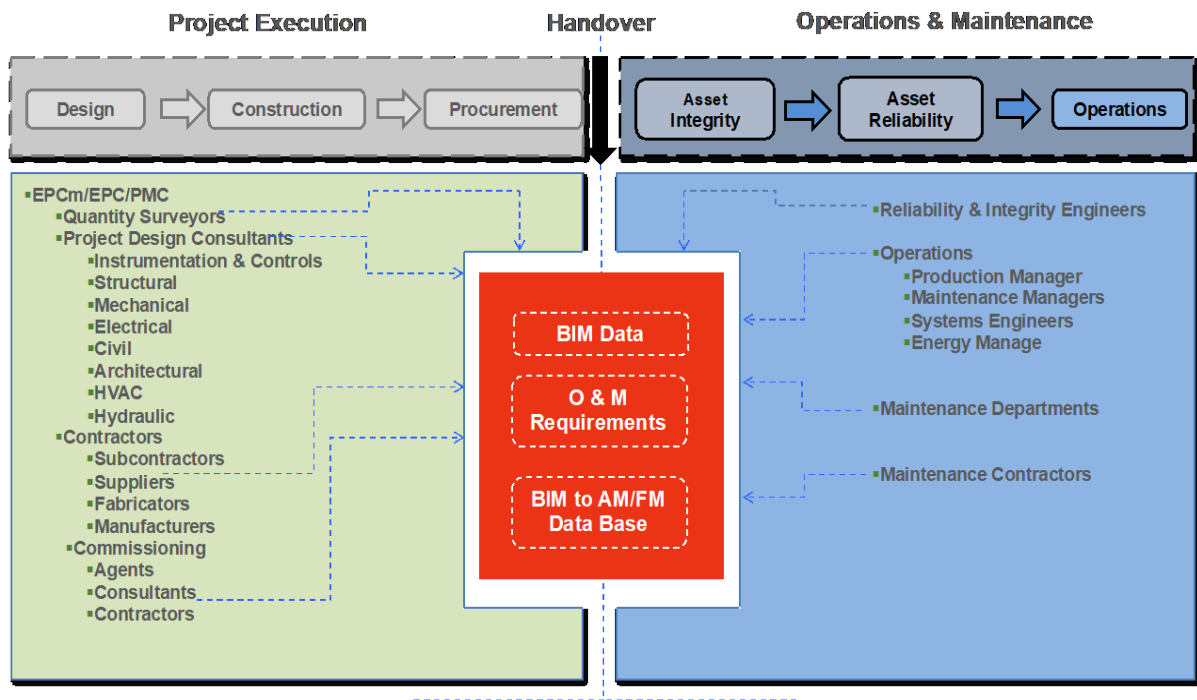 Project Execution
Handover
Operations & Maintenance
Design
Construction
Procurement
Asset
Integrity
Asset
Reliability
Operations
▪EPCm/EPC/PMC
▪Quantity Surveyors
▪Project Design Consultants
▪Instrumentation & Controls
▪Structural
▪Mechanical
▪Electrical
▪Civil
▪Architectural
▪HVAC
▪Hydraulic
▪Contractors
▪Subcontractors
▪Suppliers
▪Fabricators
▪Manufacturers
▪Commissioning
▪Agents
▪Consultants
▪Contractors
BIM Data
O & M
Requirements
BIM to AM/FM
Data Base
▪Reliability & Integrity Engineers
▪Operations
▪Production Manager
▪Maintenance Managers
▪Systems Engineers
▪Energy Manage
▪Maintenance Departments
▪Maintenance Contractors